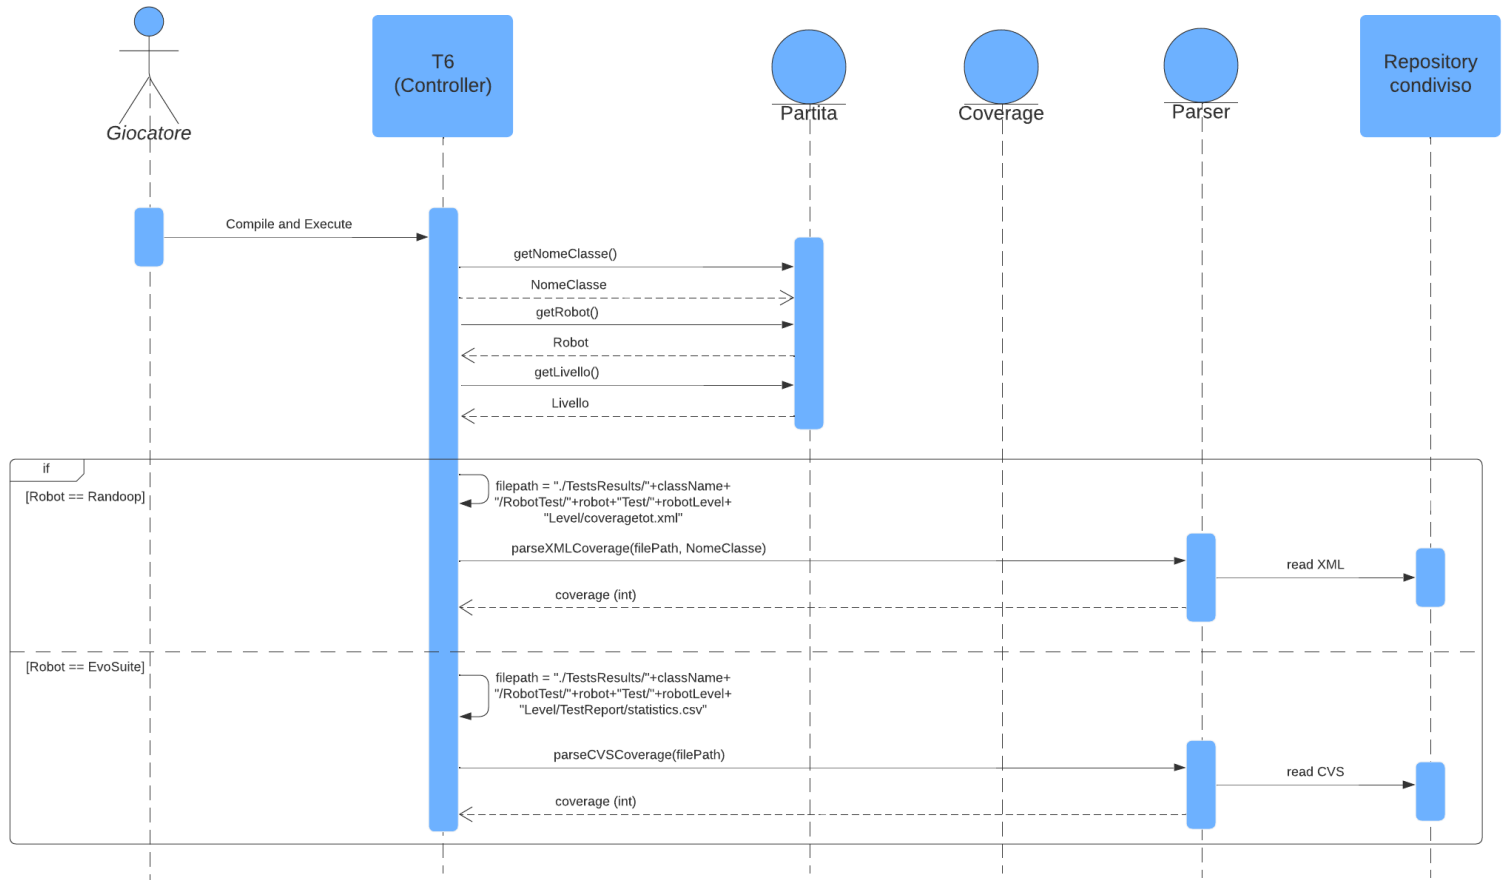 Giocatore
T6
(Controller)
Partita
Coverage
Parser
Repository
condiviso
Compile and Execute
getNomeClasse()
NomeClasse
getRobot()
Robot
getLivello()
Livello
if
[Robot == Randoop]
filepath = "./TestsResults/"+className+
"/RobotTest/"+robot+"Test/"+robotLevel+
"Level/coveragetot.xml"
parseXMLCoverage(filePath, NomeClasse)
read XML
coverage (int)
[Robot == EvoSuite]
filepath = "./TestsResults/"+className+
"/RobotTest/"+robot+"Test/"+robotLevel+
"Level/TestReport/statistics.csv"
parseCVSCoverage(filePath)
read CVS
coverage (int)